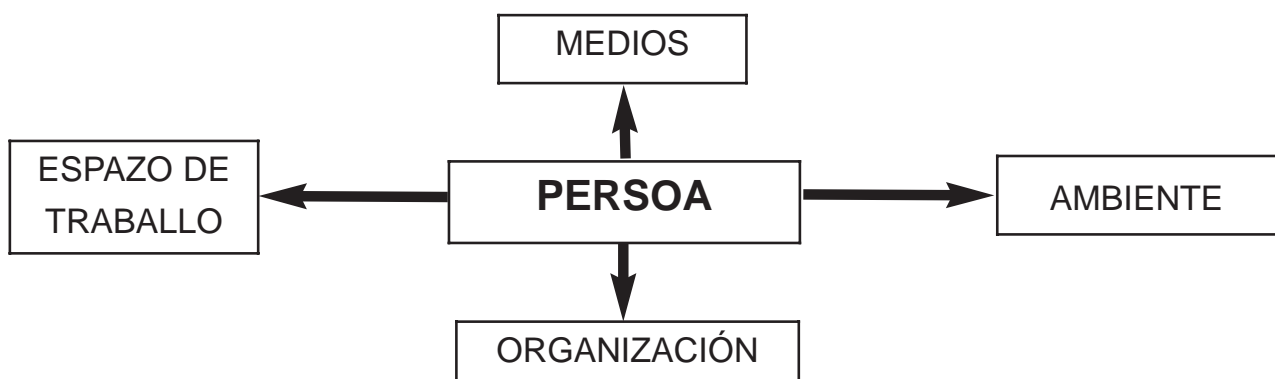 MEDIOS
ESPAZO DE
TRABALLO
PERSOA
AMBIENTE
ORGANIZACIÓN